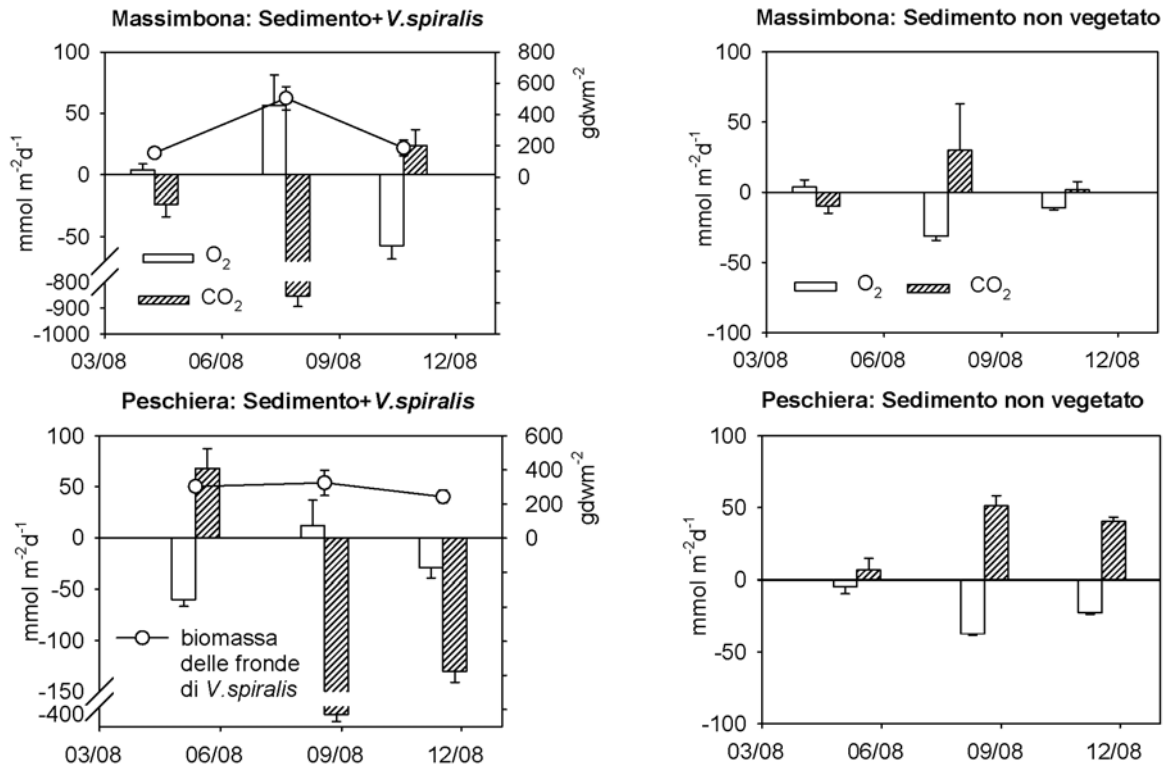 Massimbona: Sedimento+V.spiralis
100
50
0
-50
-800
-900
-1000
mmol m-2d-1
800
600
400
200
0
gdwm-2
O2
CO2
03/08 06/08 09/08 12/08
Massimbona: Sedimento non vegetato
100
50
0
-50
-100
mmol m-2d-1
O2 CO2
03/08 06/08 09/08 12/08
Peschiera: Sedimento+V.spiralis
100
50
0
-50
-100
-150
-400
mmol m-2d-1
600
400
200
0
gdwm-2
biomassa
delle fronde
di V.spiralis
03/08 06/08 09/08 12/08
Peschiera: Sedimento non vegetato
100
50
0
-50
-100
mmol m-2d-1
03/08 06/08 09/08 12/08